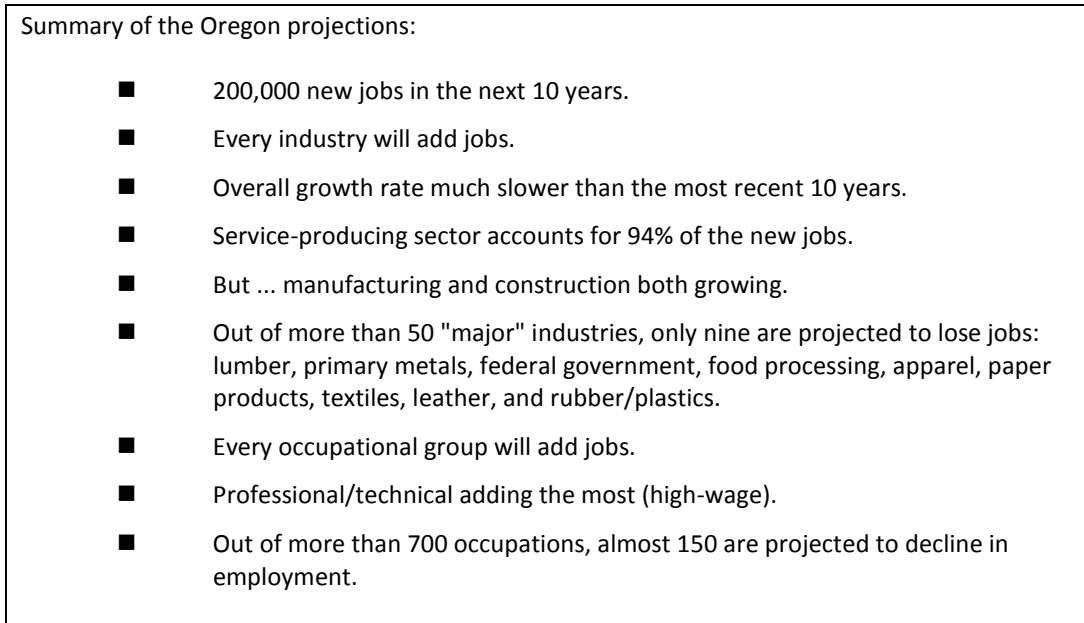 Summary of the Oregon projections:
■ 200,000 new jobs in the next 10 years.
■ Every industry will add jobs.
■ Overall growth rate much slower than the most recent 10 years.
■ Service-producing sector accounts for 94% of the new jobs.
■ But ... manufacturing and construction both growing.
■ Out of more than 50 "major" industries, only nine are projected to lose jobs:
lumber, primary metals, federal government, food processing, apparel, paper
products, textiles, leather, and rubber/plastics.
■ Every occupational group will add jobs.
■ Professional/technical adding the most (high-wage).
■ Out of more than 700 occupations, almost 150 are projected to decline in
employment.